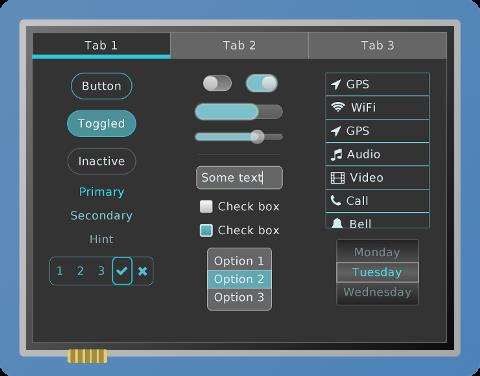 Tab 1
Tab 2
Tab 3
Button
Toggled
Inactive
Primary
Secondary
Hint
1 2 3
Some text
Check box
Check box
Option 1
Option 2
Option 3
GPS
WiFi
GPS
Audio
Video
Call
Bell
Monday
Tuesday
Wednesday